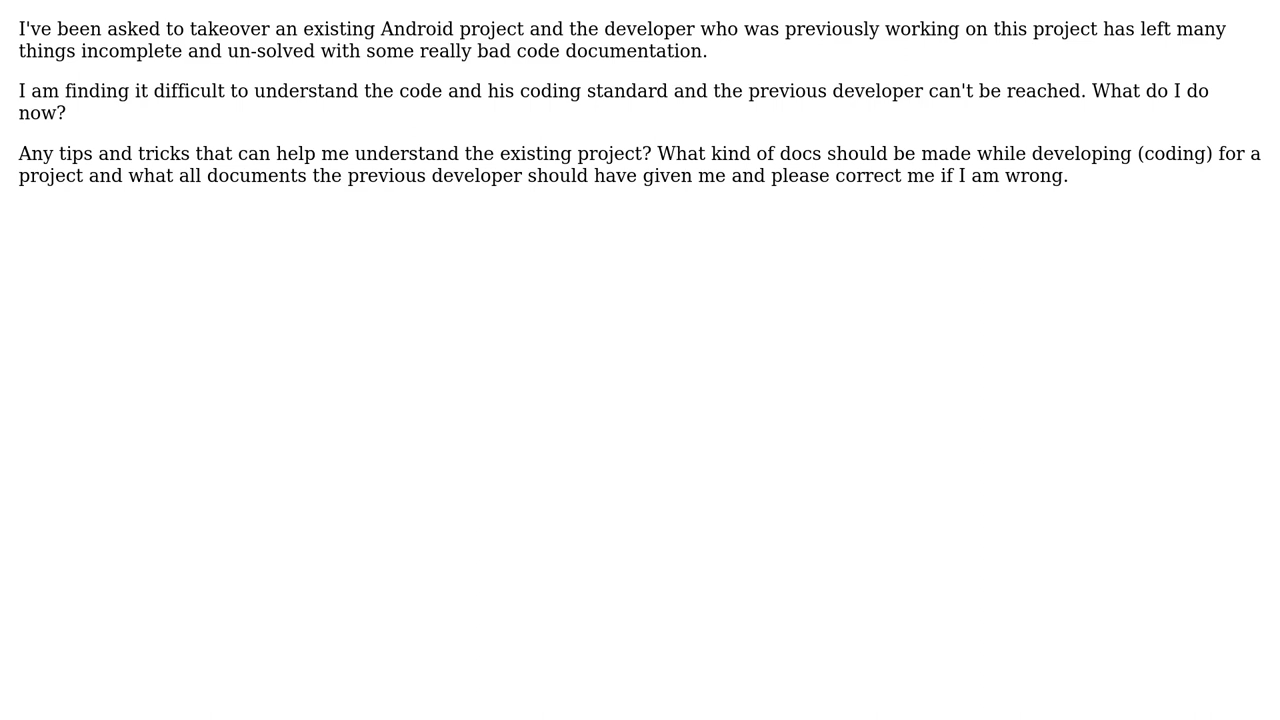 I've been asked to takeover an existing Android project and the developer who was previously working on this project has left many
things incomplete and un-solved with some really bad code documentation.
I am finding it difficult to understand the code and his coding standard and the previous developer can't be reached. What do I do
now?
Any tips and tricks that can help me understand the existing project? What kind of docs should be made while developing (coding) for a
project and what all documents the previous developer should have given me and please correct me if I am wrong.